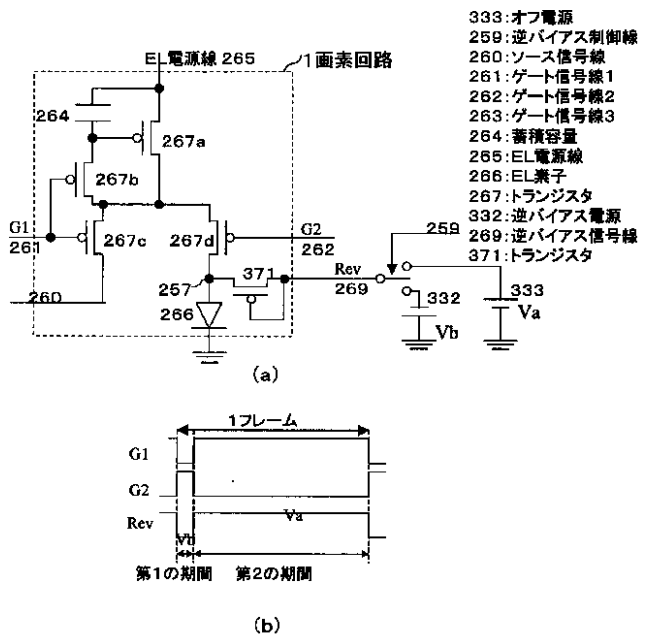 333:オフ電源
259:逆バイアス制御線
260:ソース信号線
261:ゲート信号線1
262:ゲート信号線2
263:ゲート信号線3
264:蓄積容量
265:EL電源線
266:EL素子
267:トランジスタ
332:逆バイアス電源
269:逆バイアス信号線
371:トランジスタ
EL電源線 265
1画素回路
264
267a
267b
G1
261
267c
267d
G2
262
259
260
257
371
Rev
269
332
333
266
Vb
Va
(a)
1フレーム
G1
G2
Rev
Va
Vb
第1の期間
第2の期間
(b)